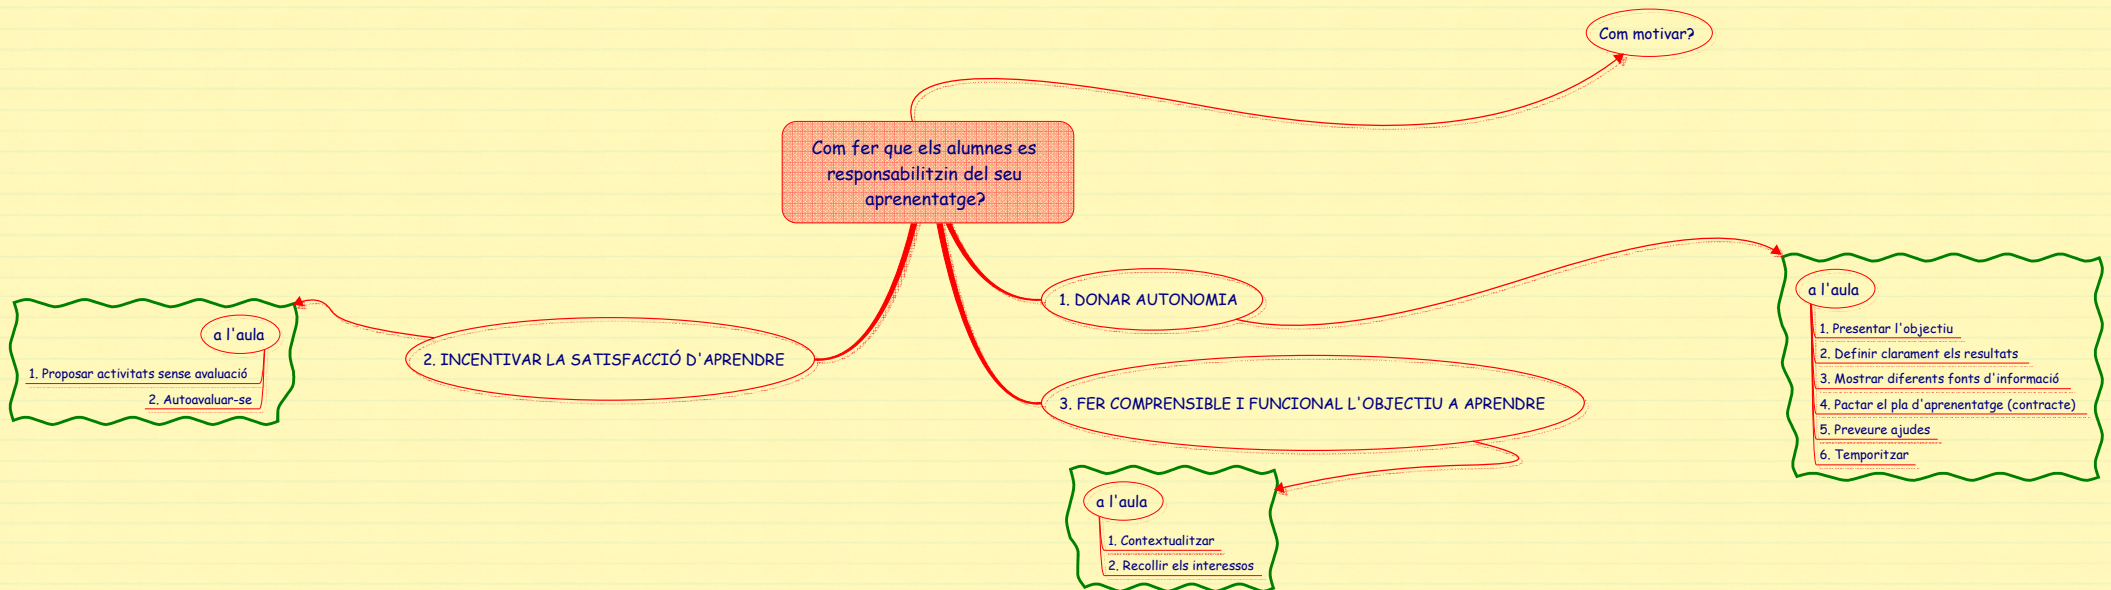 Com motivar?
Com fer que els alumnes es
responsabilitzin del seu
aprenentatge?
1. DONAR AUTONOMIA
a l'aula
1. Presentar l'objectiu
2. Definir clarament els resultats
3. Mostrar diferents fonts d'informació
4. Pactar el pla d'aprenentatge (contracte)
5. Preveure ajudes
6. Temporitzar
2. INCENTIVAR LA SATISFACCIÓ D'APRENDRE
a l'aula
1. Proposar activitats sense avaluació
2. Autoavaluar-se
3. FER COMPRENSIBLE I FUNCIONAL L'OBJECTIU A APRENDRE
a l'aula
1. Contextualitzar
2. Recollir els interessos